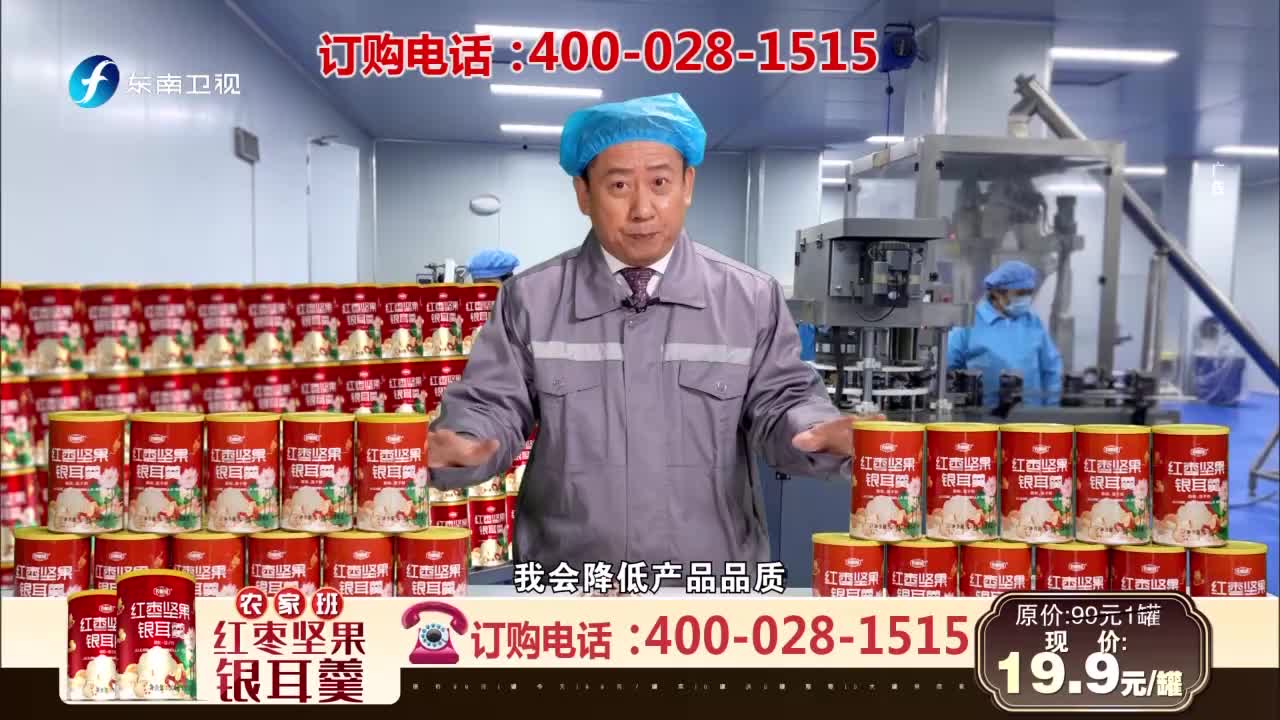 订购电话:400-028-1515
东南卫视
广告
红枣坚果
银耳羹
我会降低产品品质
农家班
红枣坚果
银耳羹
订购电话:400-028-1515
原价:99元1罐
现 价:
19.9元/罐